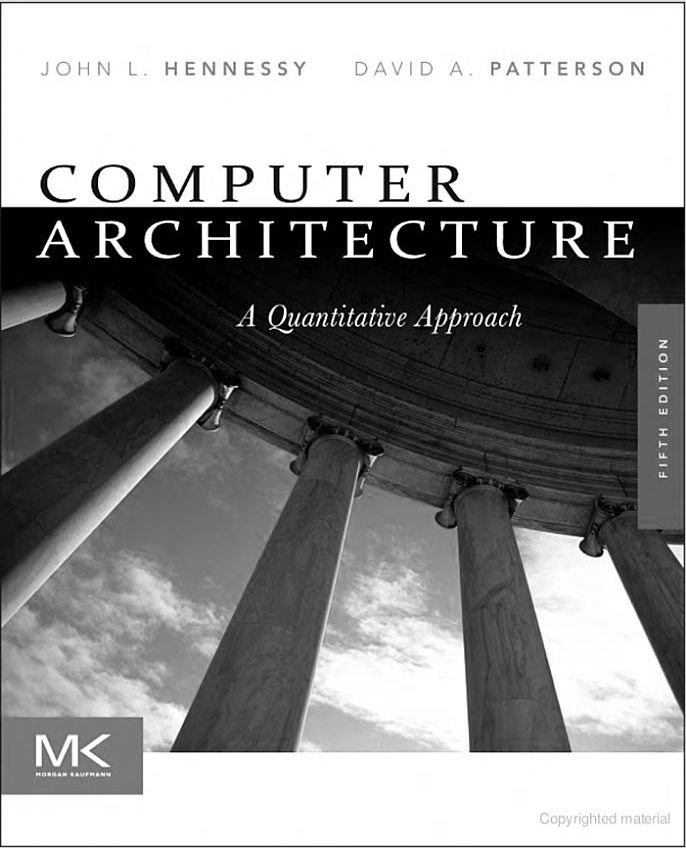 JOHN L. HENNESSY DAVID A. PATTERSON
COMPUTER
ARCHITECTURE
A Quantitative Approach
FIFTH EDITION
MK
MORGAN KAUFMANN
Copyrighted material